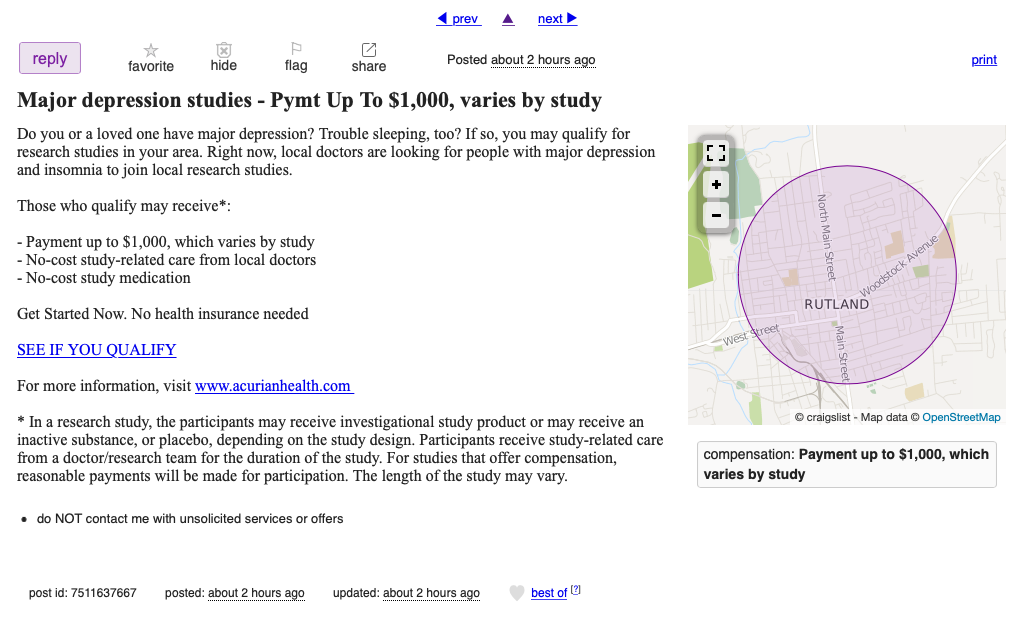 ◀ prev ▲ next ▶
reply
favorite
hide
flag
share
Posted about 2 hours ago
print
Major depression studies - Pymt Up To $1,000, varies by study
Do you or a loved one have major depression? Trouble sleeping, too? If so, you may qualify for
research studies in your area. Right now, local doctors are looking for people with major depression
and insomnia to join local research studies.
Those who qualify may receive*:
- Payment up to $1,000, which varies by study
- No-cost study-related care from local doctors
- No-cost study medication
Get Started Now. No health insurance needed
SEE IF YOU QUALIFY
For more information, visit www.acurianhealth.com
* In a research study, the participants may receive investigational study product or may receive an
inactive substance, or placebo, depending on the study design. Participants receive study-related care
from a doctor/research team for the duration of the study. For studies that offer compensation,
reasonable payments will be made for participation. The length of the study may vary.
• do NOT contact me with unsolicited services or offers
+
−
North Main Street
Woodstock Avenue
RUTLAND
West Street
Main Street
© craigslist - Map data © OpenStreetMap
compensation: Payment up to $1,000, which
varies by study
post id: 7511637667
posted: about 2 hours ago
updated: about 2 hours ago
best of [?]